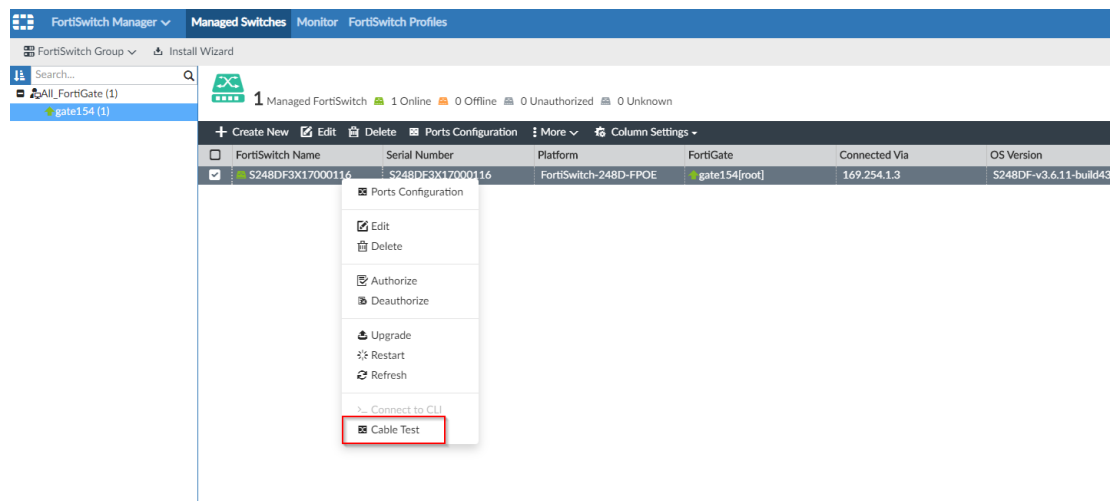 FortiSwitch Manager Managed Switches Monitor FortiSwitch Profiles
FortiSwitch Group Install Wizard
Search...
All_FortiGate (1)
gate154 (1)
1 Managed FortiSwitch 1 Online 0 Offline 0 Unauthorized 0 Unknown
+ Create New Edit Delete Ports Configuration More Column Settings
FortiSwitch Name Serial Number Platform FortiGate Connected Via OS Version
S248DF3X17000116 S248DF3X17000116 FortiSwitch-248D-FPOE gate154[root] 169.254.1.3 S248DF-v3.6.11-build43
Ports Configuration
Edit
Delete
Authorize
Deauthorize
Upgrade
Restart
Refresh
>_ Connect to CLI
Cable Test